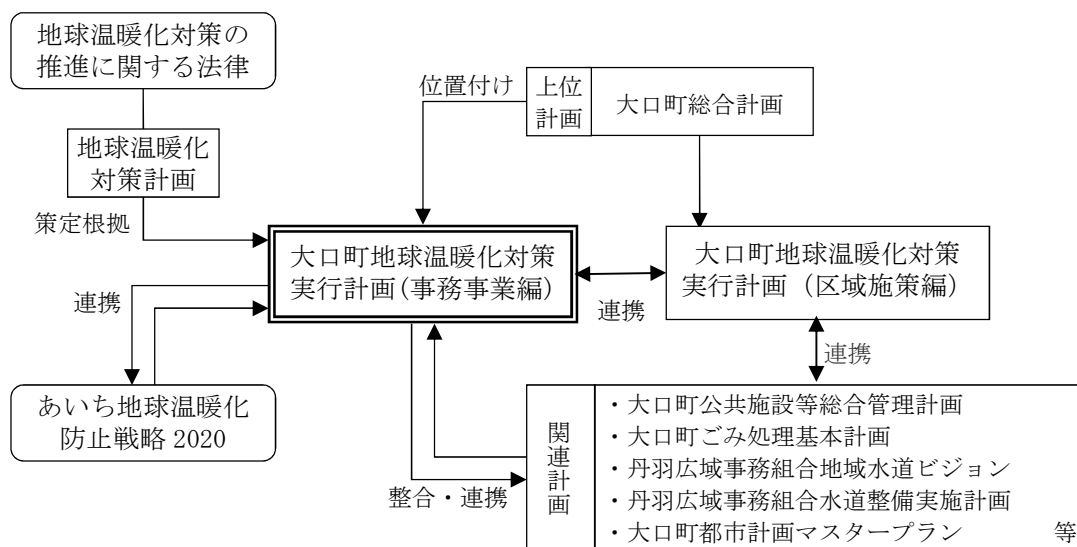 地球温暖化対策の
推進に関する法律
位置付け
上位
計画
大口町総合計画
地球温暖化
対策計画
策定根拠
大口町地球温暖化対策
実行計画(事務事業編)
大口町地球温暖化対策
実行計画（区域施策編）
連携
連携
連携
あいち地球温暖化
防止戦略 2020
関連計画
・大口町公共施設等総合管理計画
・大口町ごみ処理基本計画
・丹羽広域事務組合地域水道ビジョン
・丹羽広域事務組合水道整備実施計画
・大口町都市計画マスタープラン 等
整合・連携